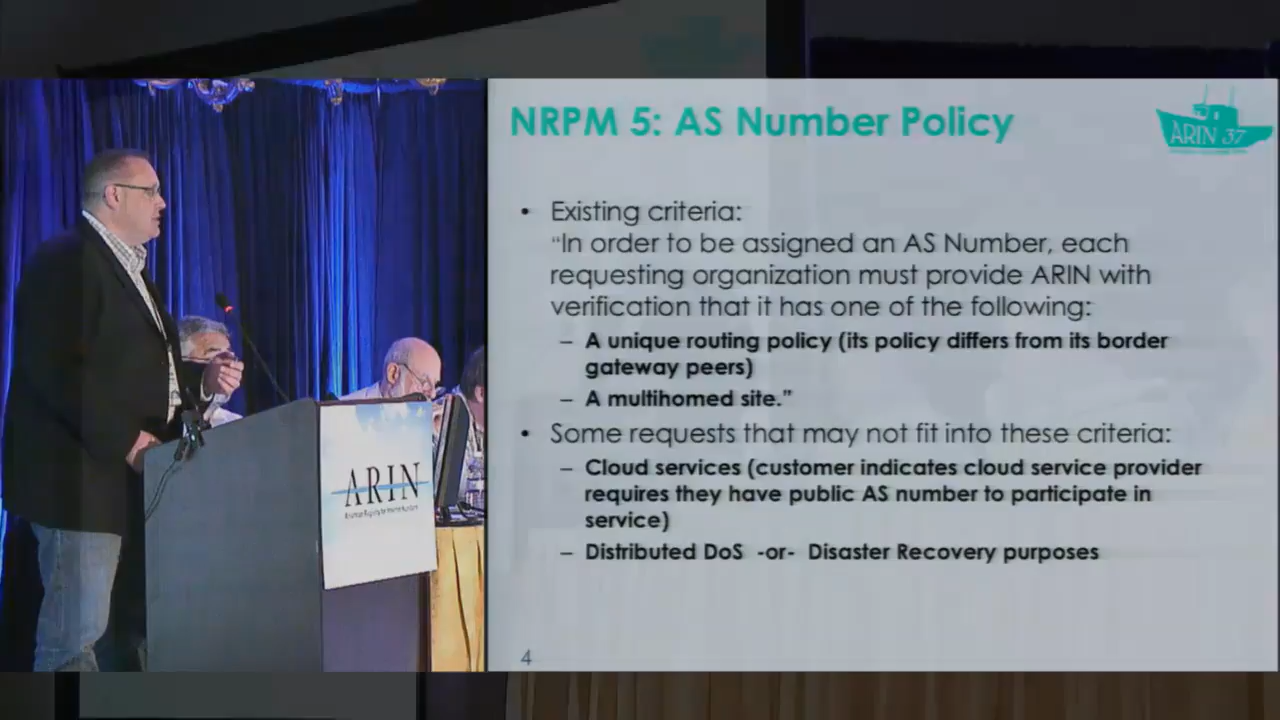 NRPM 5: AS Number Policy
ARIN 37
• Existing criteria:
"In order to be assigned an AS Number, each
requesting organization must provide ARIN with
verification that it has one of the following:
– A unique routing policy (its policy differs from its border
gateway peers)
– A multihomed site."
• Some requests that may not fit into these criteria:
– Cloud services (customer indicates cloud service provider
requires they have public AS number to participate in
service)
– Distributed DoS -or- Disaster Recovery purposes
4
ARIN